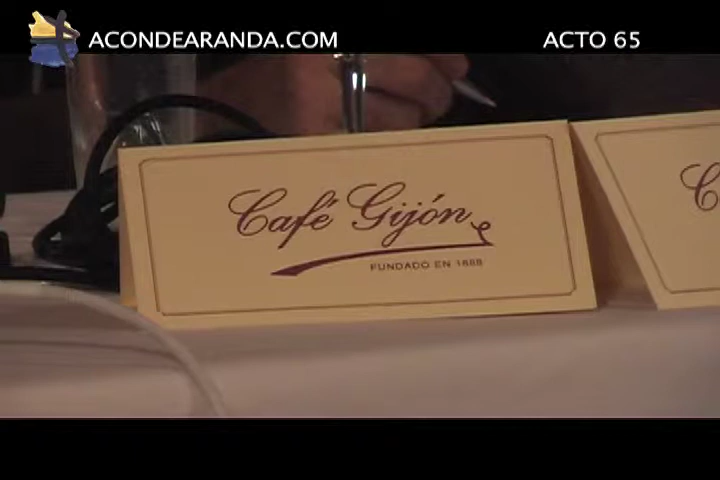 ACONDEARANDA.COM
ACTO 65
Café Gijón
FUNDADO EN 1888
C